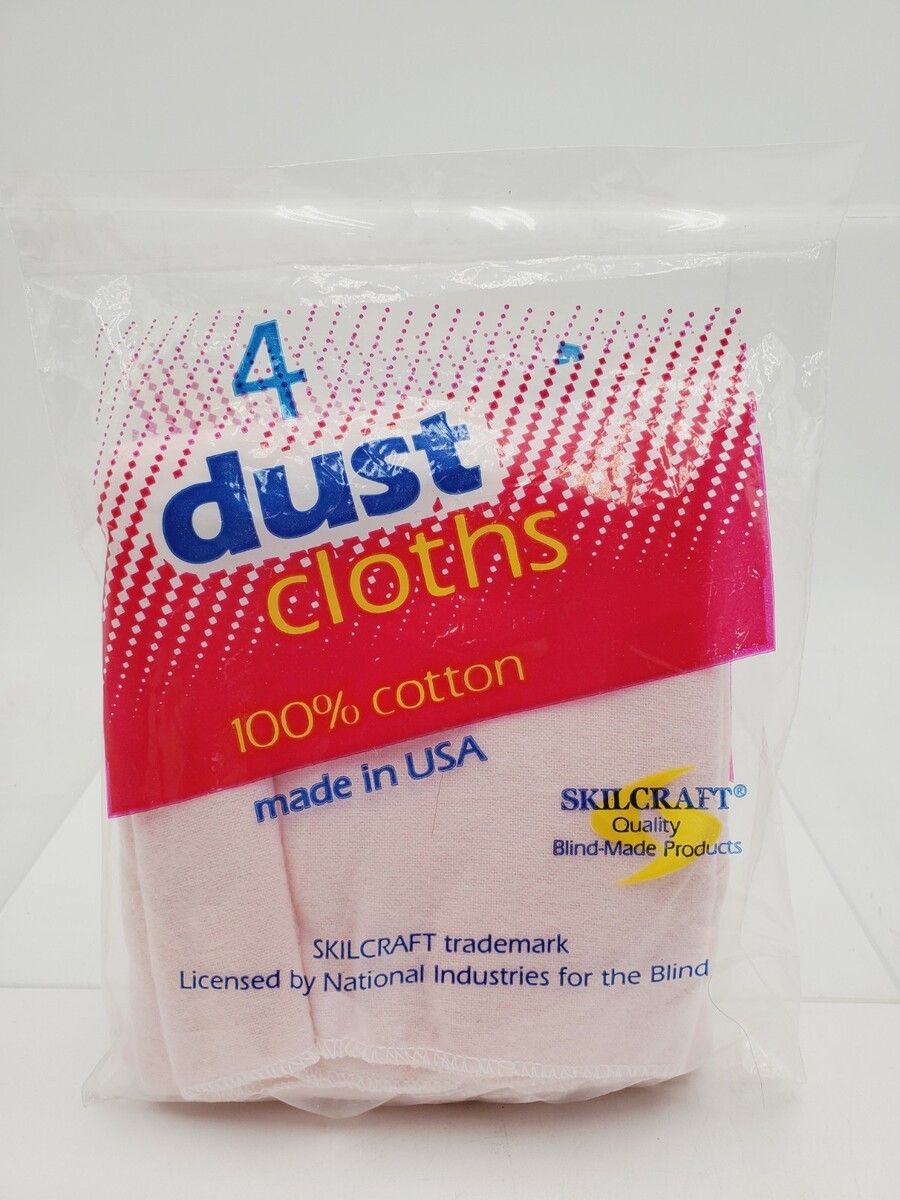 4
dust
cloths
100% cotton
made in USA
SKILCRAFT®
Quality
Blind-Made Products
SKILCRAFT trademark
Licensed by National Industries for the Blind